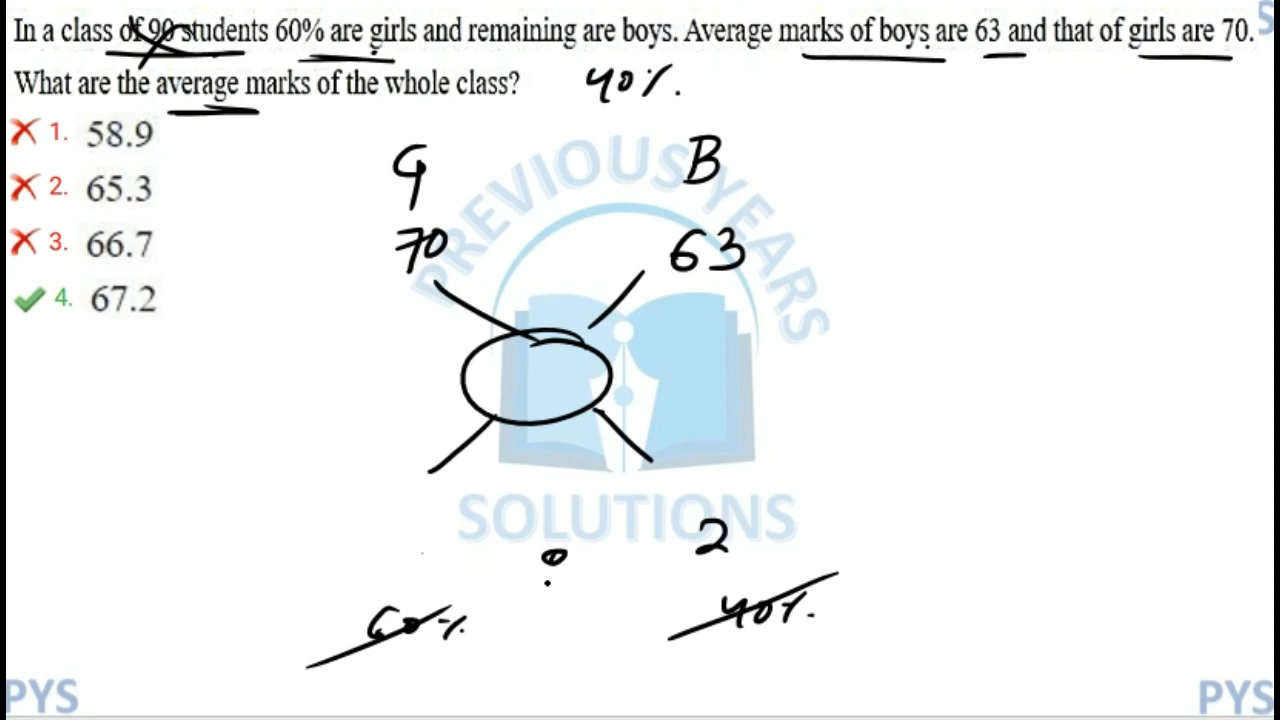 In a class of 90 students 60% are girls and remaining are boys. Average marks of boys are 63 and that of girls are 70.
What are the average marks of the whole class?
40%.
1. 58.9
2. 65.3
3. 66.7
4. 67.2
G B
70 63
PREVIOUS YEARS
SOLUTIONS
: 2
60% 40%.
PYS PYS